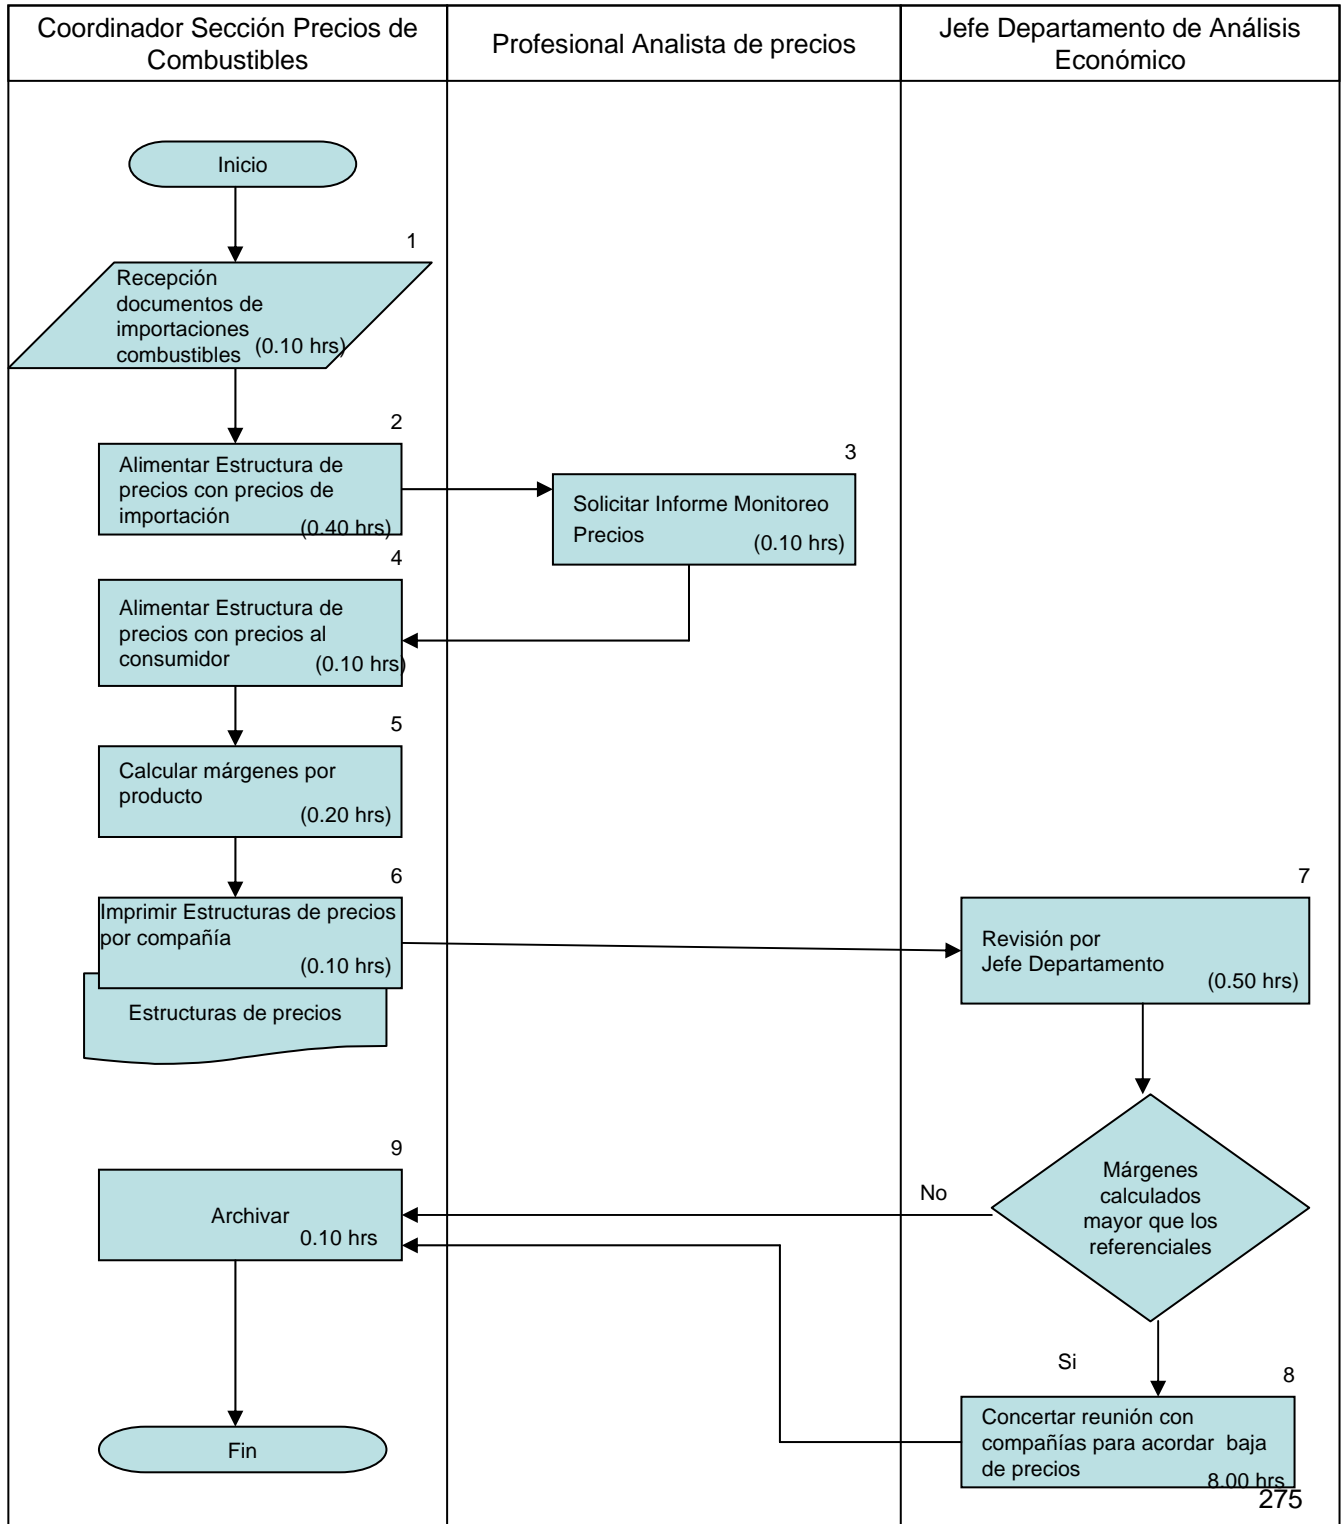 Coordinador Sección Precios de
Combustibles
Profesional Analista de precios
Jefe Departamento de Análisis
Económico
Inicio
1
Recepción
documentos de
importaciones
combustibles (0.10 hrs)
2
Alimentar Estructura de
precios con precios de
importación
(0.40 hrs)
3
Solicitar Informe Monitoreo
Precios (0.10 hrs)
4
Alimentar Estructura de
precios con precios al
consumidor (0.10 hrs)
5
Calcular márgenes por
producto
(0.20 hrs)
6
Imprimir Estructuras de precios
por compañía
(0.10 hrs)
Estructuras de precios
7
Revisión por
Jefe Departamento
(0.50 hrs)
Márgenes
calculados
mayor que los
referenciales
No
Si
9
Archivar
0.10 hrs
8
Concertar reunión con
compañías para acordar baja
de precios
8.00 hrs
Fin
275